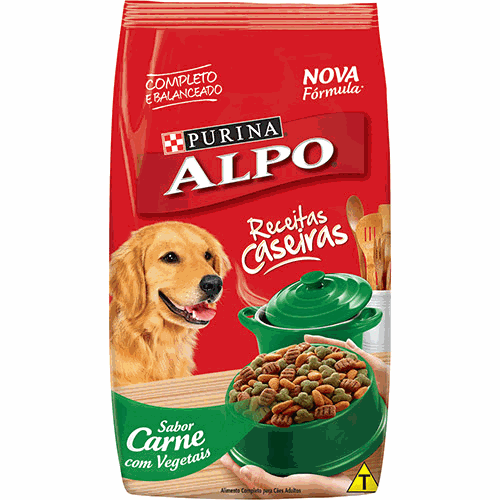 COMPLETO
E BALANCEADO
NOVA
Fórmula
PURINA
ALPO
Receitas
Caseiras
Sabor
Carne
com Vegetais
Alimento Completo para Cães Adultos
T